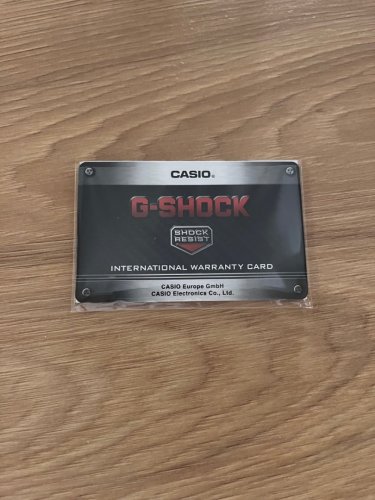 CASIO®
G-SHOCK
SHOCK
RESIST
INTERNATIONAL WARRANTY CARD
CASIO Europe GmbH
CASIO Electronics Co., Ltd.